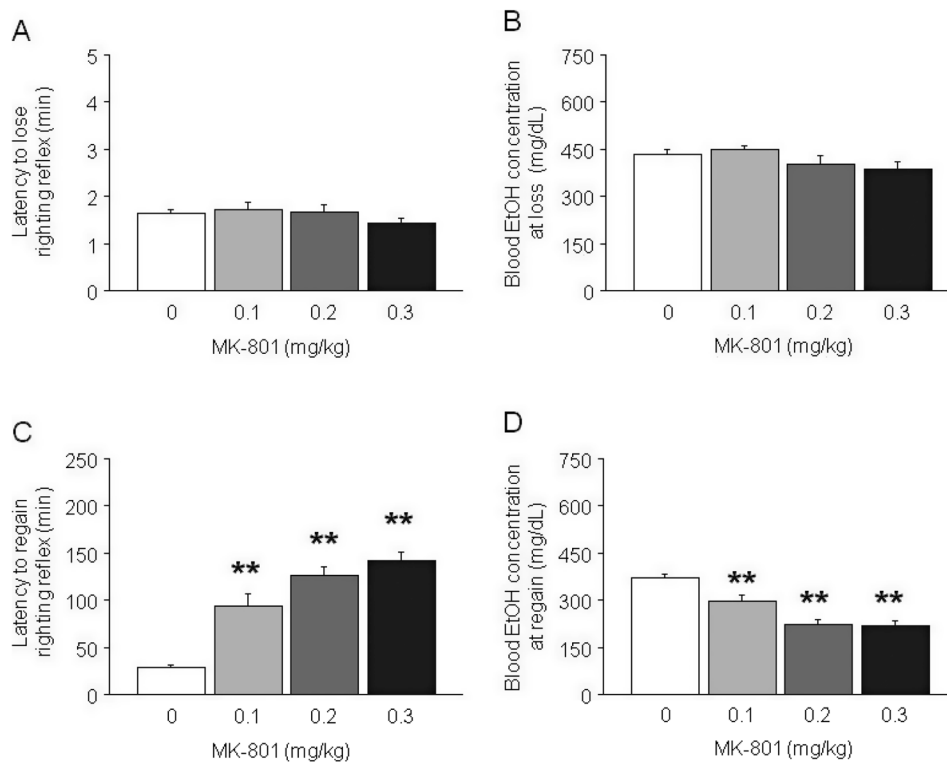 A
Latency to lose
righting reflex (min)
5
4
3
2
1
0
0 0.1 0.2 0.3
MK-801 (mg/kg)
B
Blood EtOH concentration
at loss (mg/dL)
750
600
450
300
150
0
0 0.1 0.2 0.3
MK-801 (mg/kg)
C
Latency to regain
righting reflex (min)
250
200
150
100
50
0
** ** **
0 0.1 0.2 0.3
MK-801 (mg/kg)
D
Blood EtOH concentration
at regain (mg/dL)
750
600
450
300
150
0
** ** **
0 0.1 0.2 0.3
MK-801 (mg/kg)